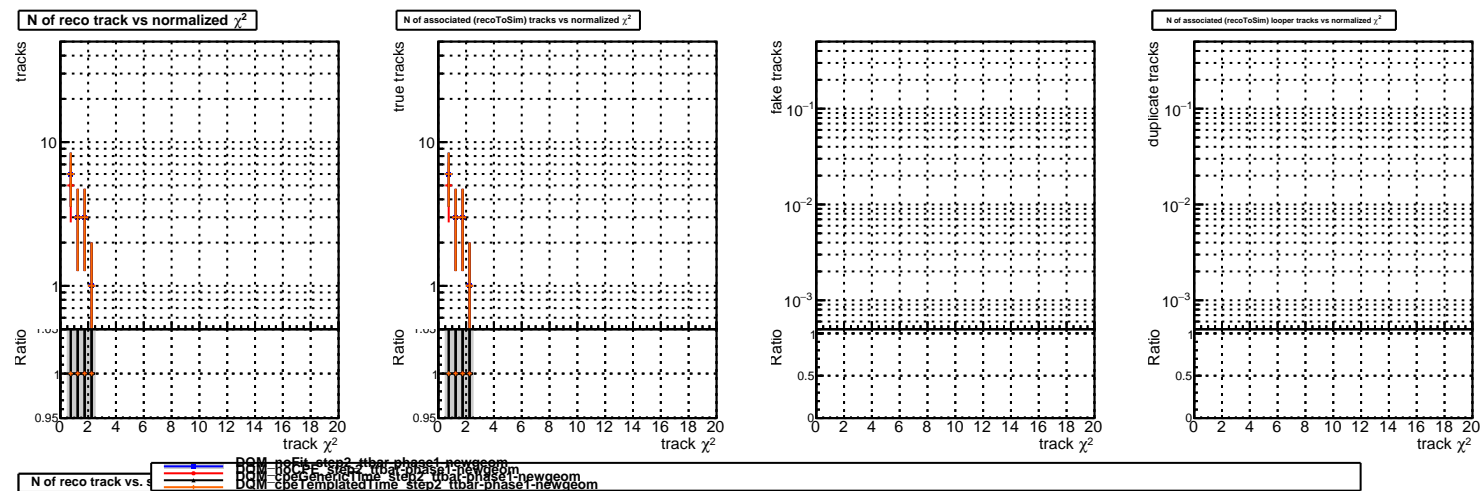 N of reco track vs normalized χ²
N of associated (recoToSim) tracks vs normalized χ²
N of associated (recoToSim) looper tracks vs normalized χ²
tracks
10
1
Ratio
1.05
1
0.95
0 2 4 6 8 10 12 14 16 18 20
track χ²
true tracks
10
1
Ratio
1.05
1
0.95
0 2 4 6 8 10 12 14 16 18 20
track χ²
fake tracks
10⁻¹
10⁻²
10⁻³
Ratio
1
0.5
0
0 2 4 6 8 10 12 14 16 18 20
track χ²
duplicate tracks
10⁻¹
10⁻²
10⁻³
Ratio
1
0.5
0
0 2 4 6 8 10 12 14 16 18 20
track χ²
N of reco track vs.
DQM_noFit_step2_ttbar-phase1-newgeom
DQM_noCPE_step2_ttbar-phase1-newgeom
DQM_cpeGenericTime_step2_ttbar-phase1-newgeom
DQM_cpeTemplatedTime_step2_ttbar-phase1-newgeom